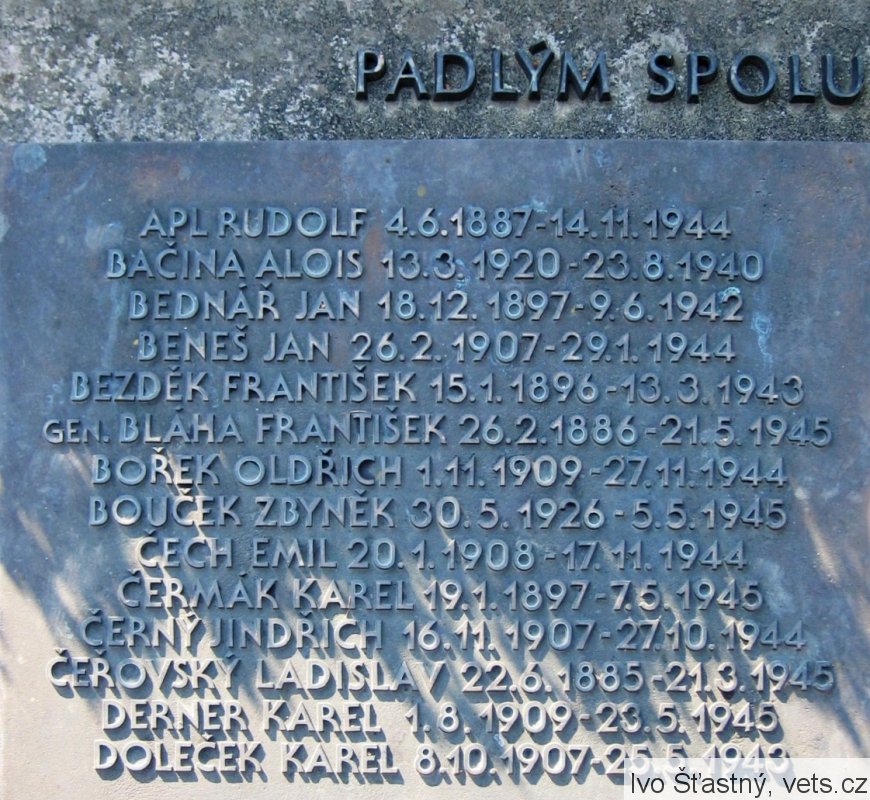 PADLÝM SPOLU
APL RUDOLF 4.6.1887-14.11.1944
BAČINA ALOIS 13.3.1920-23.8.1940
BEDNÁŘ JAN 18.12.1897-9.6.1942
BENEŠ JAN 26.2.1907-29.1.1944
BEZDĚK FRANTIŠEK 15.1.1896-13.3.1943
GEN. BLÁHA FRANTIŠEK 26.2.1886-21.5.1945
BOŘEK OLDŘICH 1.11.1909-27.11.1944
BOUČEK ZBYNĚK 30.5.1926-5.5.1945
ČECH EMIL 20.1.1908-17.11.1944
ČERMÁK KAREL 19.1.1897-7.5.1945
ČERNÝ JINDŘICH 16.11.1907-27.10.1944
ČEŘOVSKÝ LADISLAV 22.6.1885-21.3.1945
DERNER KAREL 1.8.1909-23.5.1945
DOLEČEK KAREL 8.10.1907-25.5.1943
Ivo Šťastný, vets.cz